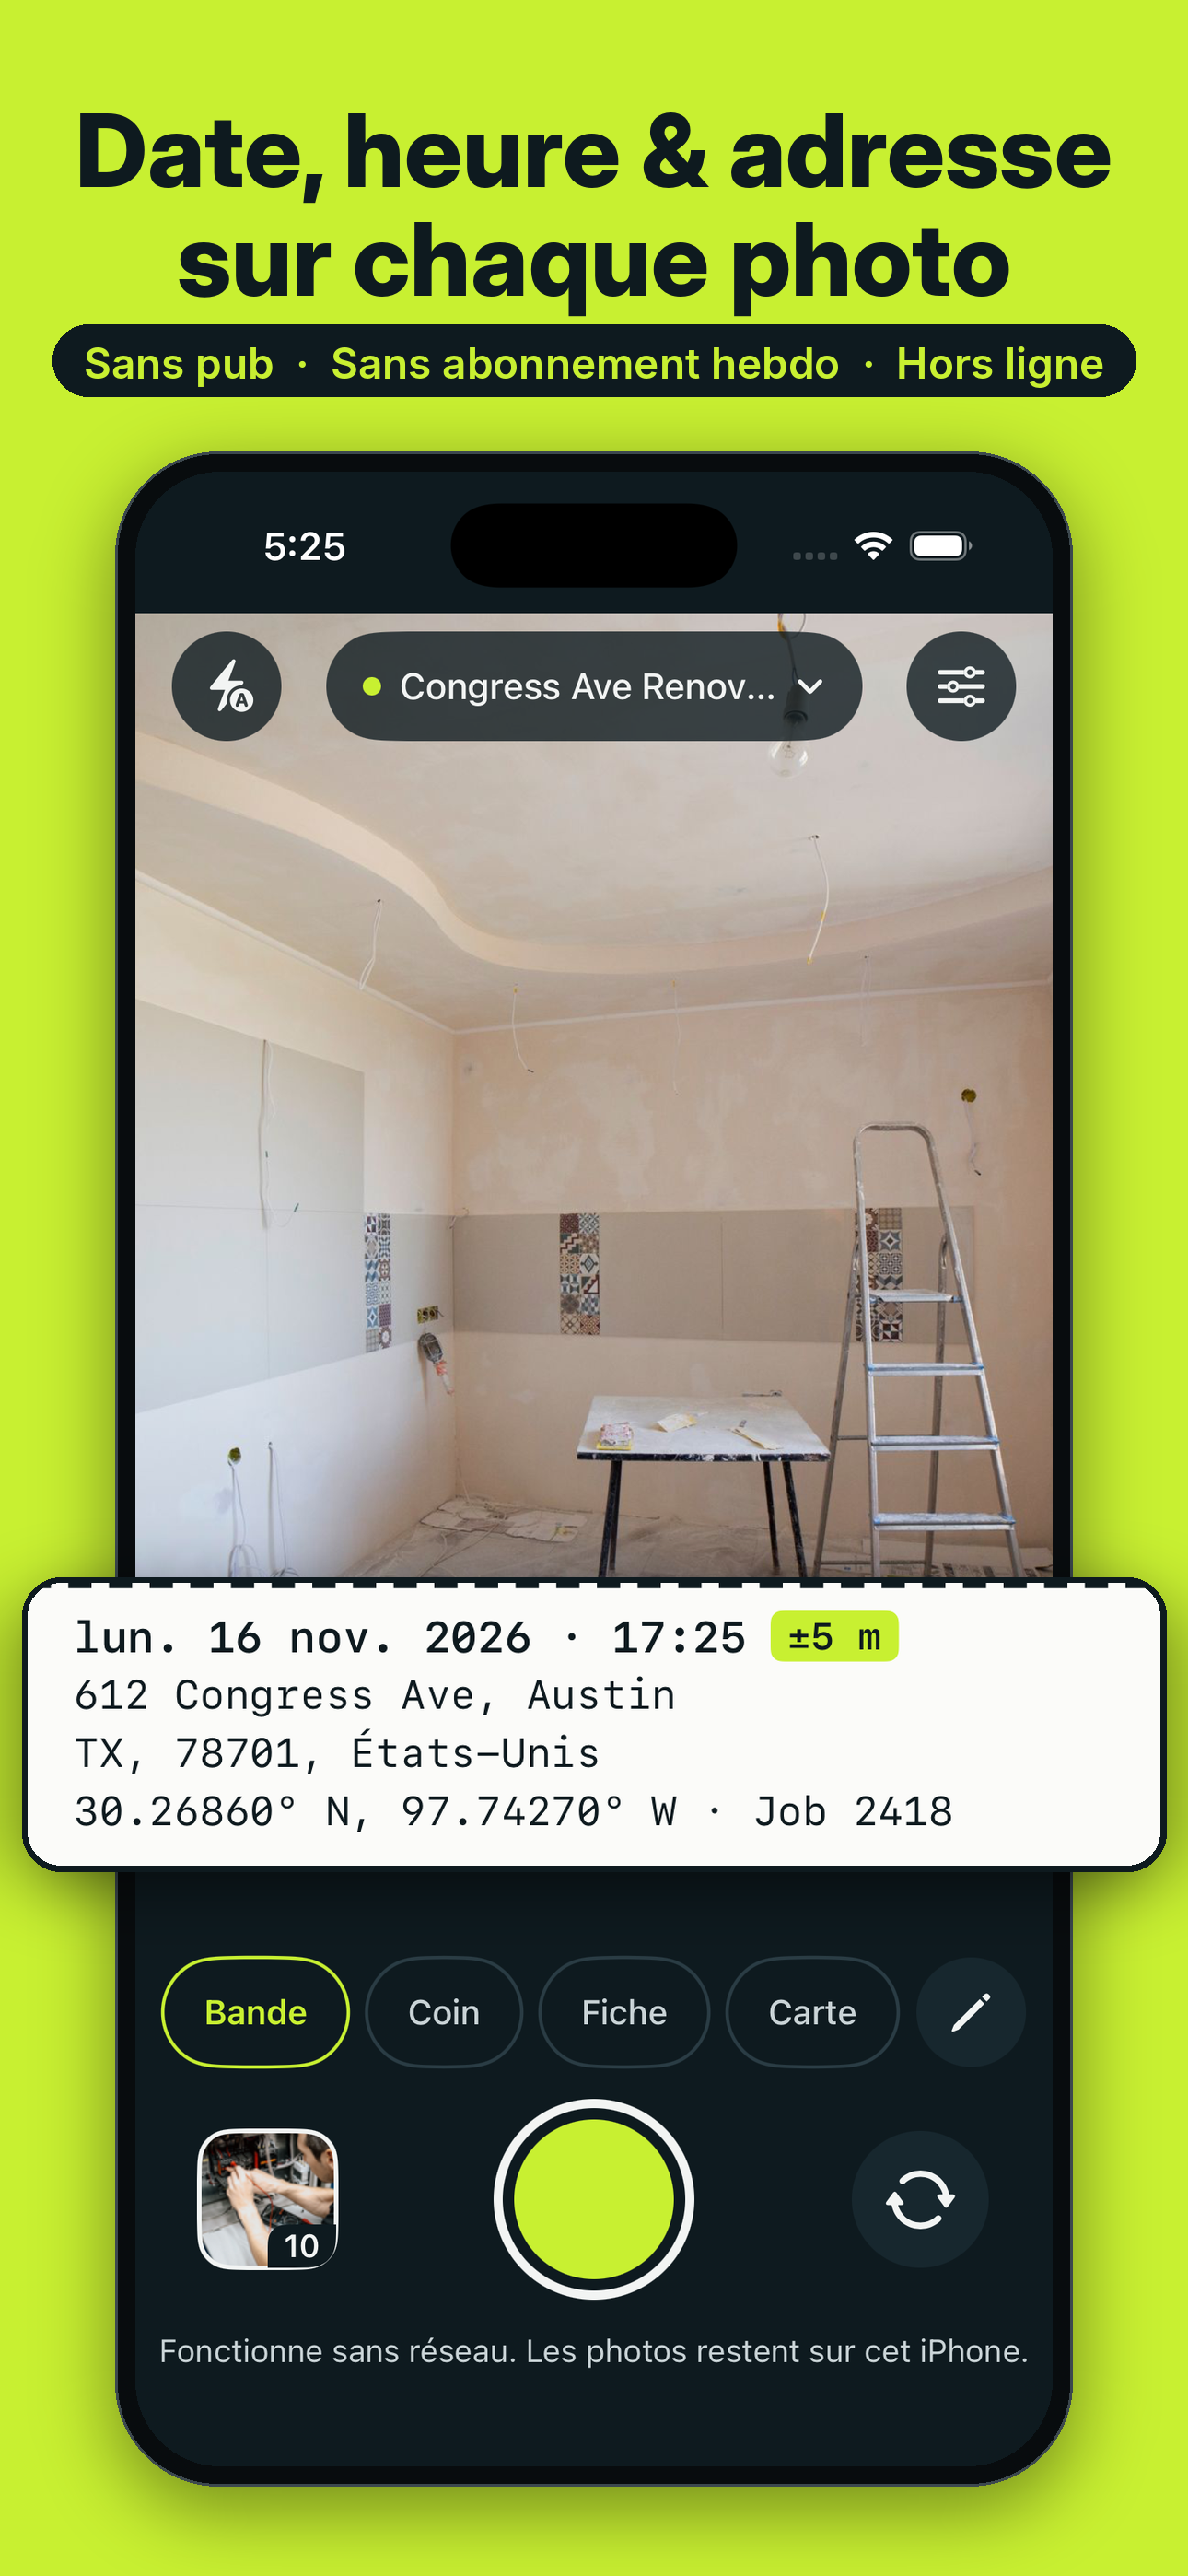 Date, heure & adresse
sur chaque photo
Sans pub · Sans abonnement hebdo · Hors ligne
5:25
A
Congress Ave Renov...
lun. 16 nov. 2026 · 17:25 ±5 m
612 Congress Ave, Austin
TX, 78701, États-Unis
30.26860° N, 97.74270° W · Job 2418
Bande Coin Fiche Carte
10
Fonctionne sans réseau. Les photos restent sur cet iPhone.